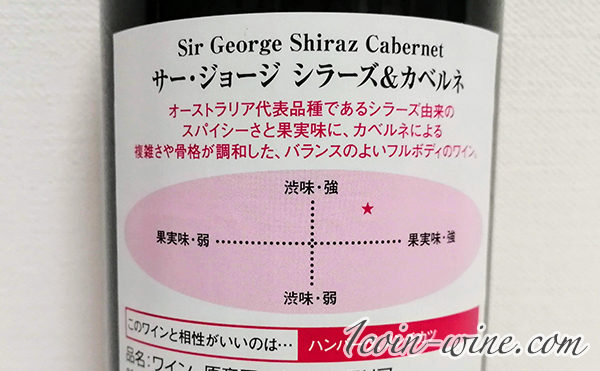 Sir George Shiraz Cabernet
サー・ジョージ シラーズ&カベルネ
オーストラリア代表品種であるシラーズ由来の
スパイシーさと果実味に、カベルネによる
複雑さや骨格が調和した、バランスのよいフルボディのワイン。
渋味・強
果実味・弱 果実味・強
渋味・弱
このワインと相性がいいのは… ハンバ
1coin-wine.com
品名:ワイン